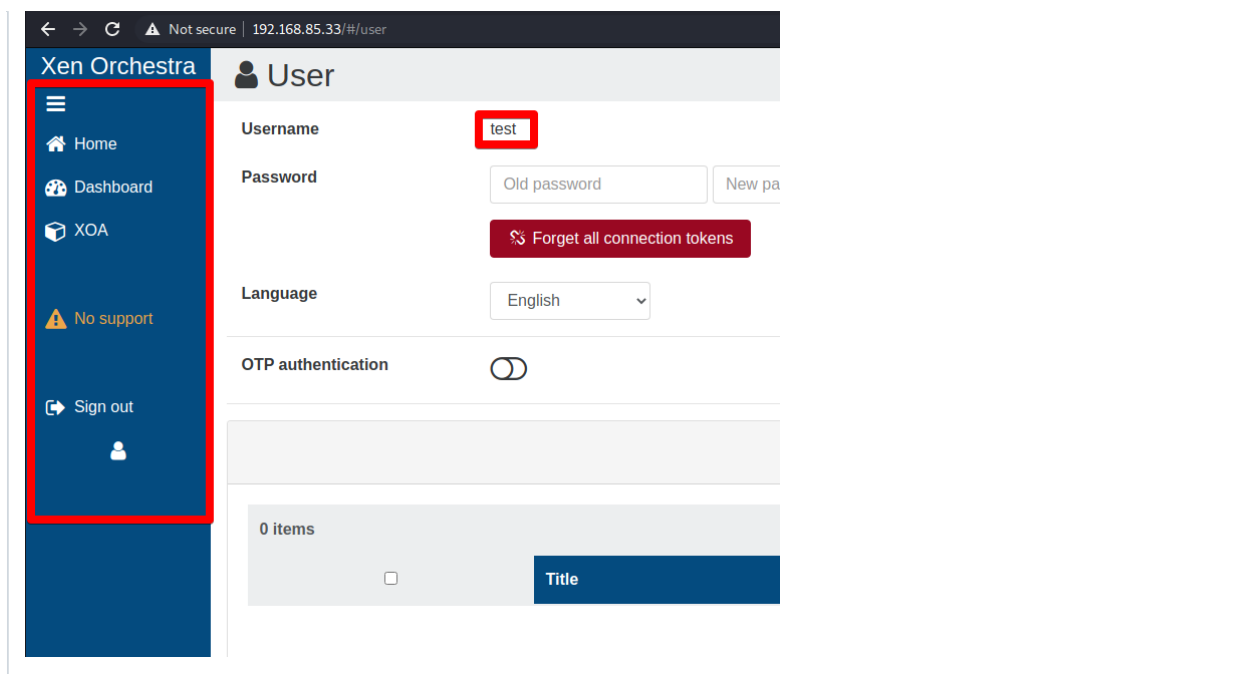 Not secure | 192.168.85.33/#/user
Xen Orchestra
User
Home
Dashboard
XOA
No support
Sign out
Username test
Password Old password New pa
Forget all connection tokens
Language English
OTP authentication
0 items
Title